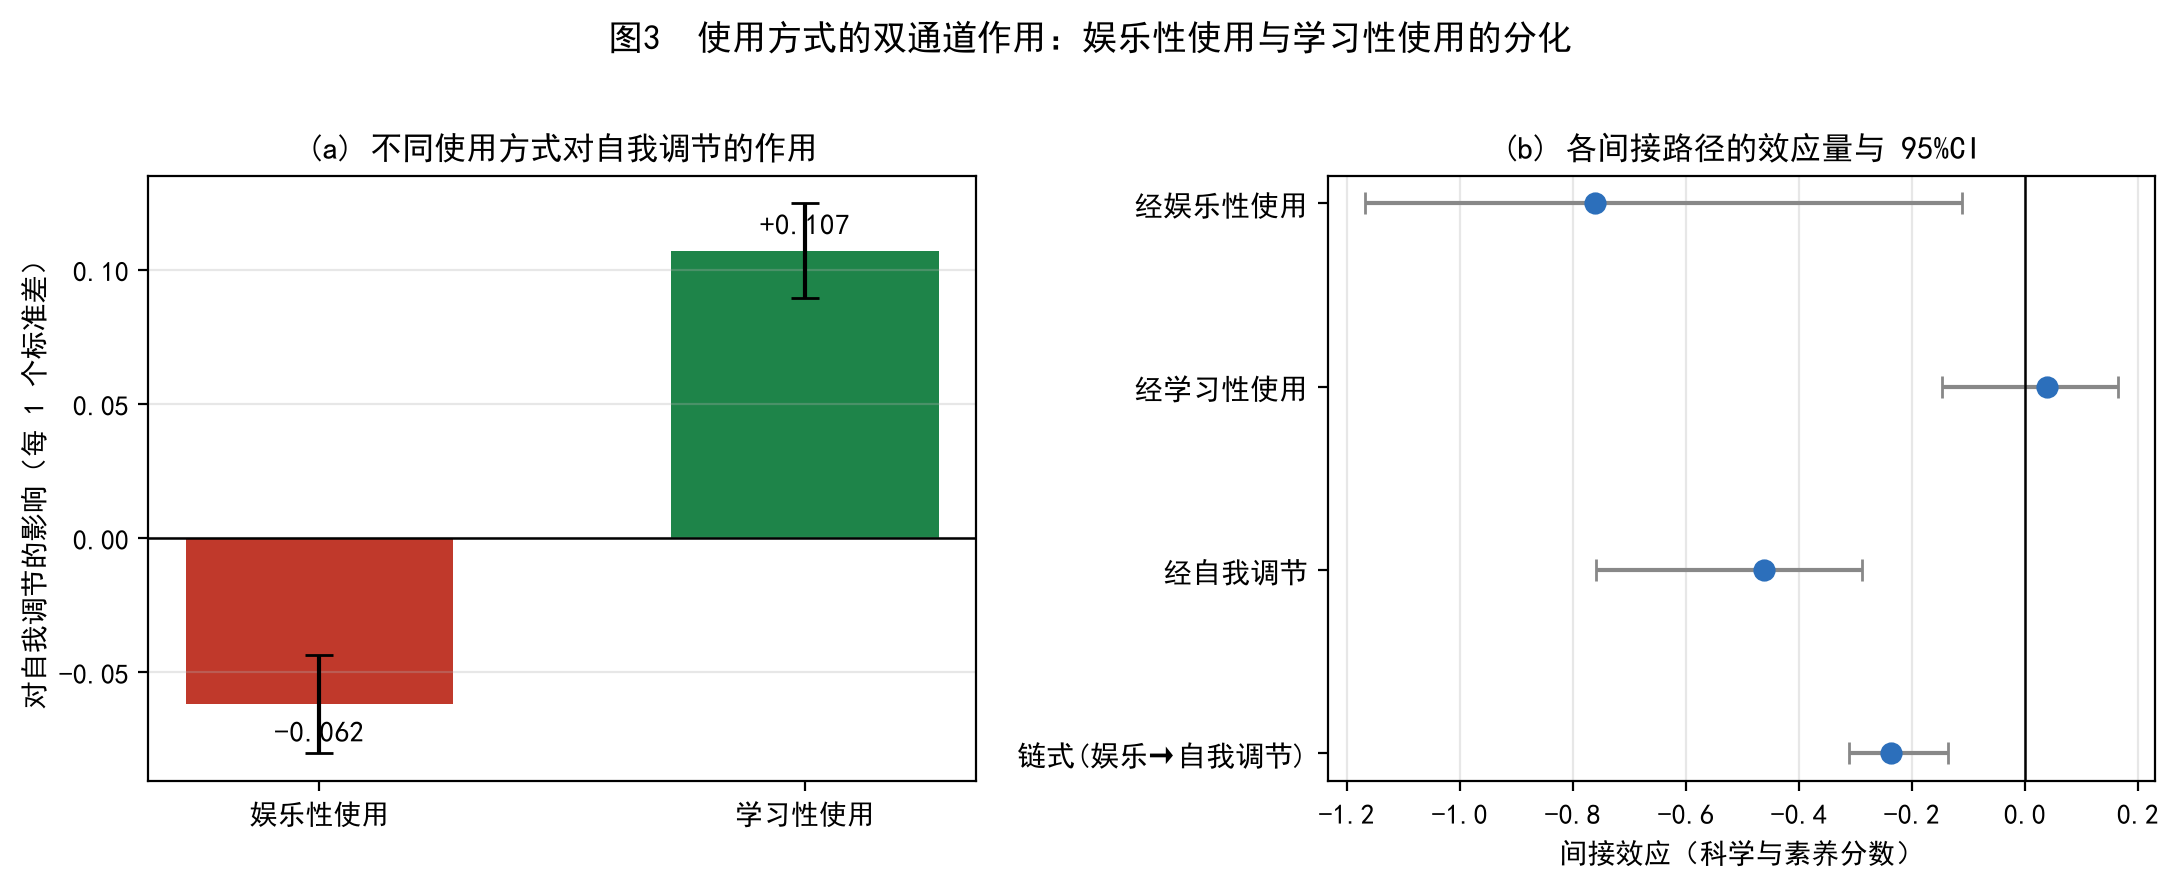 图3  使用方式的双通道作用：娱乐性使用与学习性使用的分化
(a) 不同使用方式对自我调节的作用
对自我调节的影响（每 1 个标准差）
0.10
0.05
0.00
-0.05
+0.107
-0.062
娱乐性使用
学习性使用
(b) 各间接路径的效应量与 95%CI
经娱乐性使用
经学习性使用
经自我调节
链式(娱乐→自我调节)
-1.2 -1.0 -0.8 -0.6 -0.4 -0.2 0.0 0.2
间接效应（科学与素养分数）